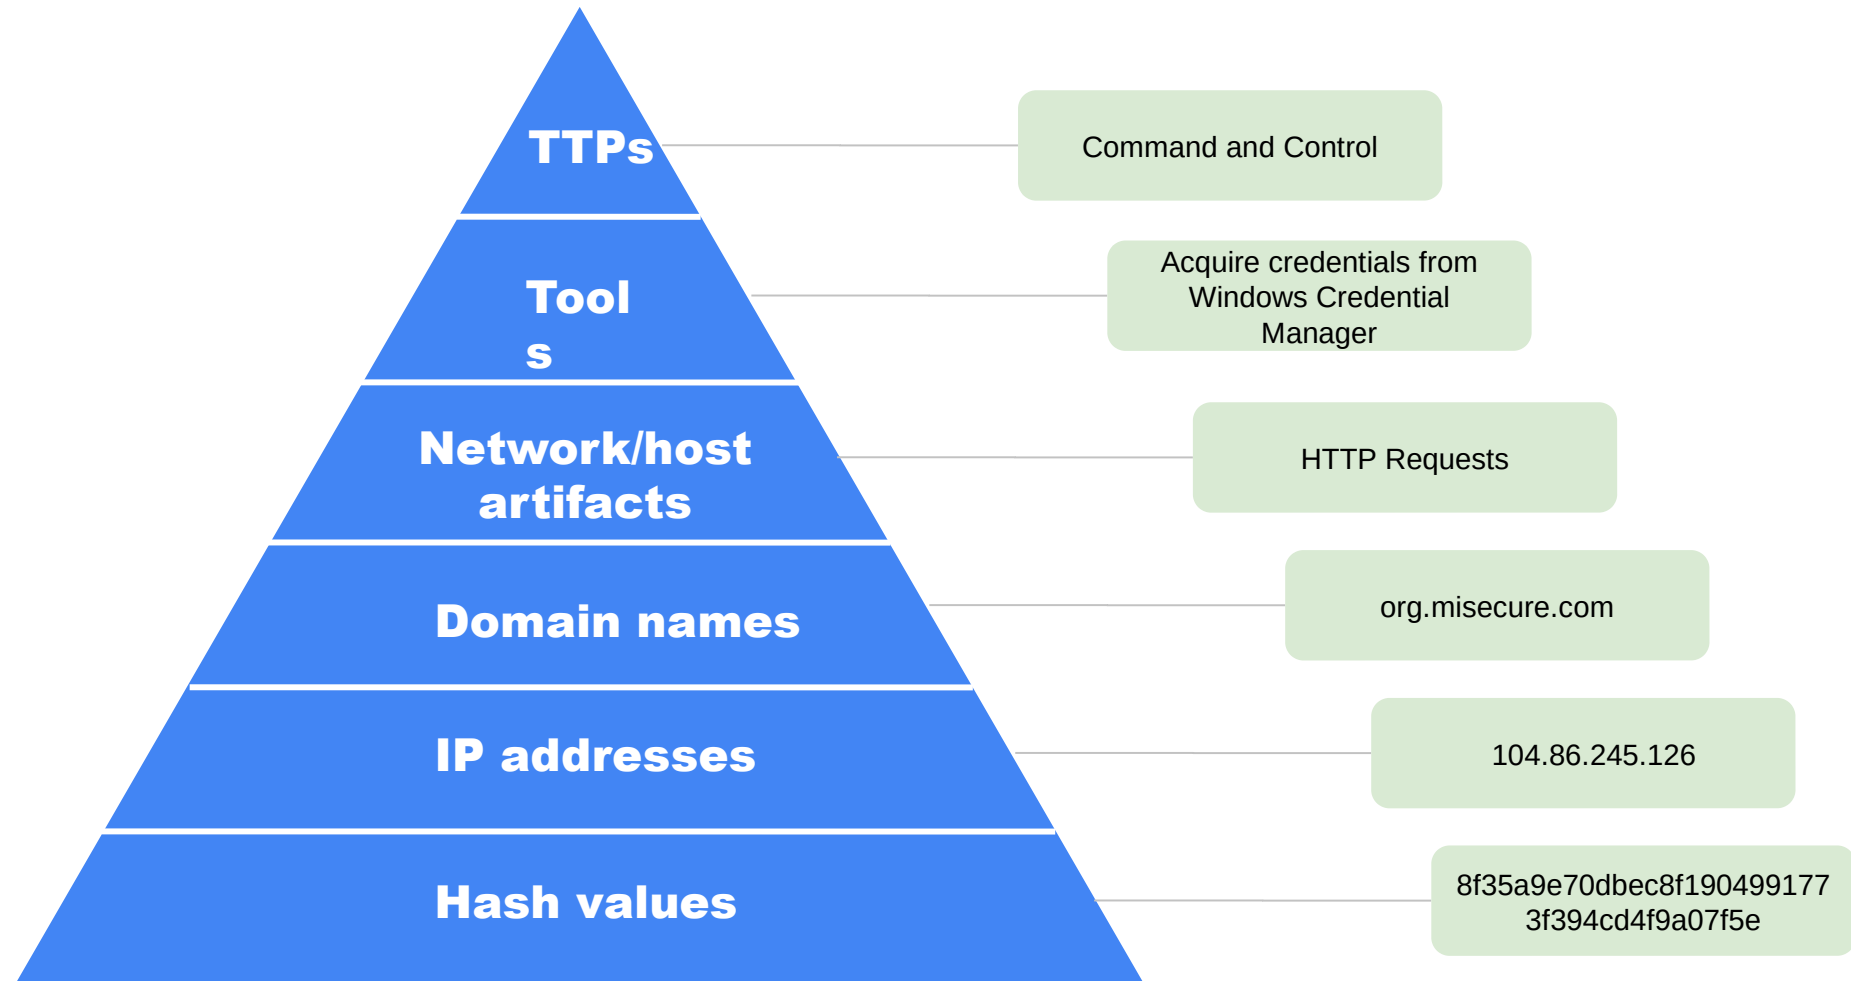 TTPs
Command and Control
Tool
s
Acquire credentials from
Windows Credential
Manager
Network/host
artifacts
HTTP Requests
Domain names
org.misecure.com
IP addresses
104.86.245.126
Hash values
8f35a9e70dbec8f190499177
3f394cd4f9a07f5e